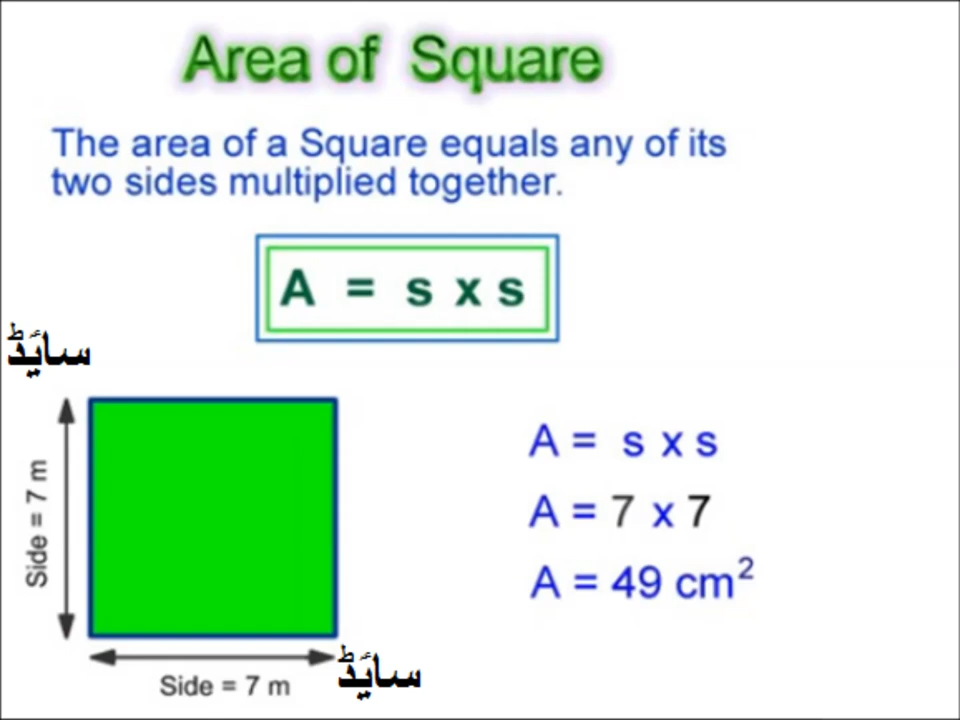 Area of Square
The area of a Square equals any of its
two sides multiplied together.
A = s x s
سائیڈ
Side = 7 m
A = s x s
A = 7 x 7
A = 49 cm²
Side = 7 m
سائیڈ